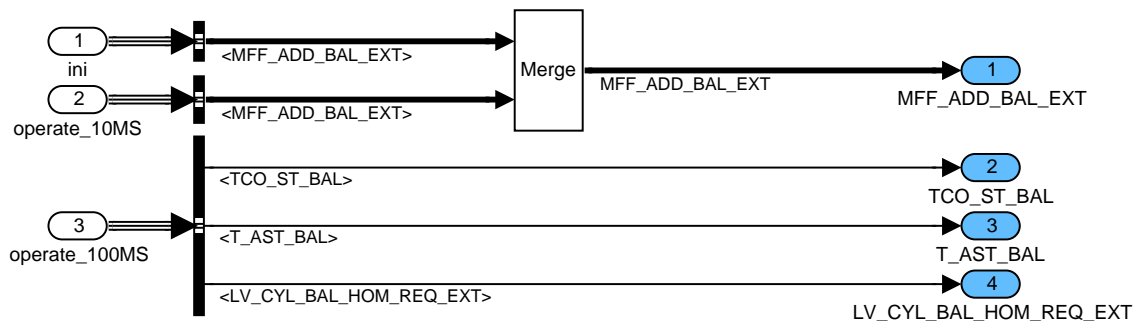 1
ini
<MFF_ADD_BAL_EXT>
Merge
MFF_ADD_BAL_EXT
1
MFF_ADD_BAL_EXT
2
operate_10MS
<MFF_ADD_BAL_EXT>
<TCO_ST_BAL>
2
TCO_ST_BAL
3
operate_100MS
<T_AST_BAL>
3
T_AST_BAL
<LV_CYL_BAL_HOM_REQ_EXT>
4
LV_CYL_BAL_HOM_REQ_EXT